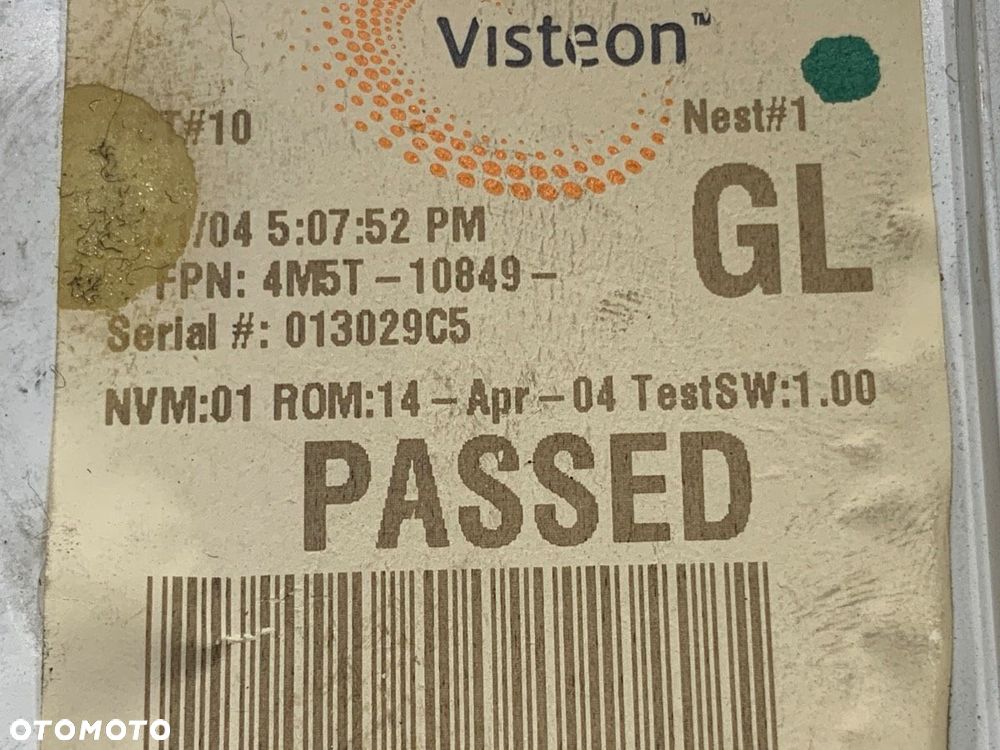 Visteon™
T#10 Nest#1
GL
/04 5:07:52 PM
FPN: 4M5T-10849-
Serial #: 013029C5
NVM:01 ROM:14-Apr-04 TestSW:1.00
PASSED
OTOMOTO